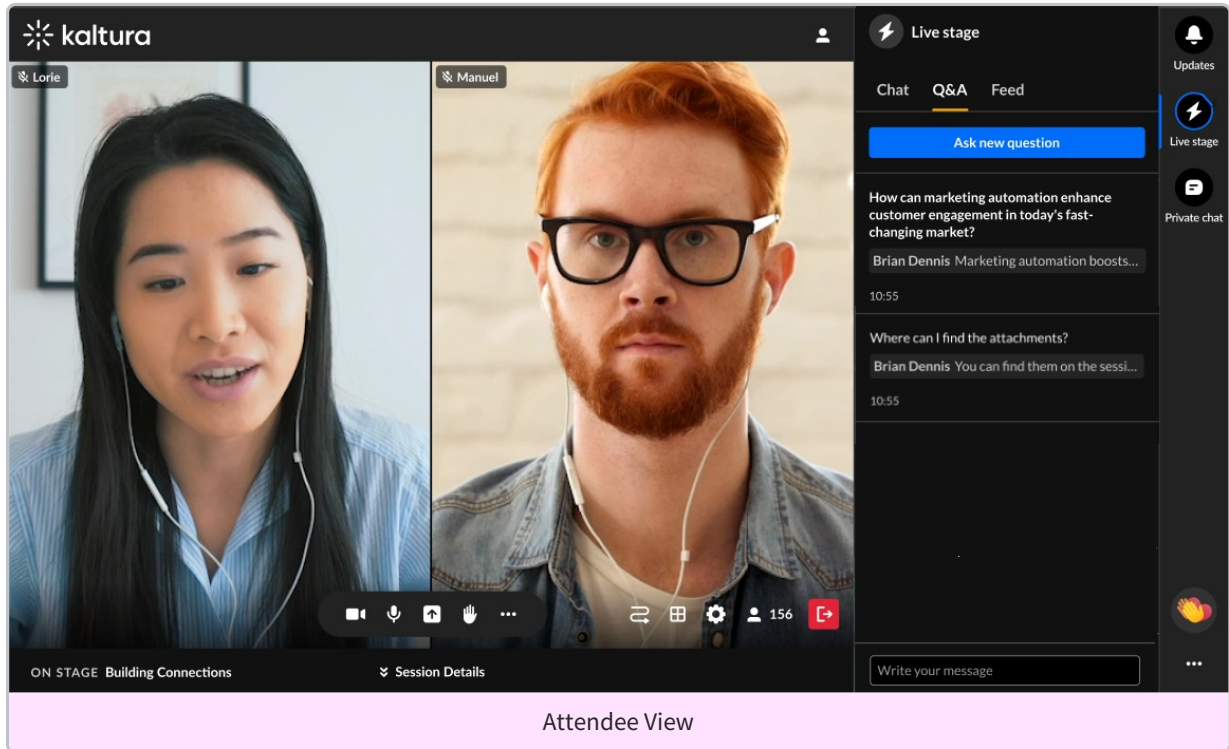 kaltura
Lorie
Manuel
156
ON STAGE Building Connections
Session Details
Live stage
Chat Q&A Feed
Ask new question
How can marketing automation enhance
customer engagement in today's fast-
changing market?
Brian Dennis Marketing automation boosts...
10:55
Where can I find the attachments?
Brian Dennis You can find them on the sessi...
10:55
Write your message
Updates
Live stage
Private chat
Attendee View